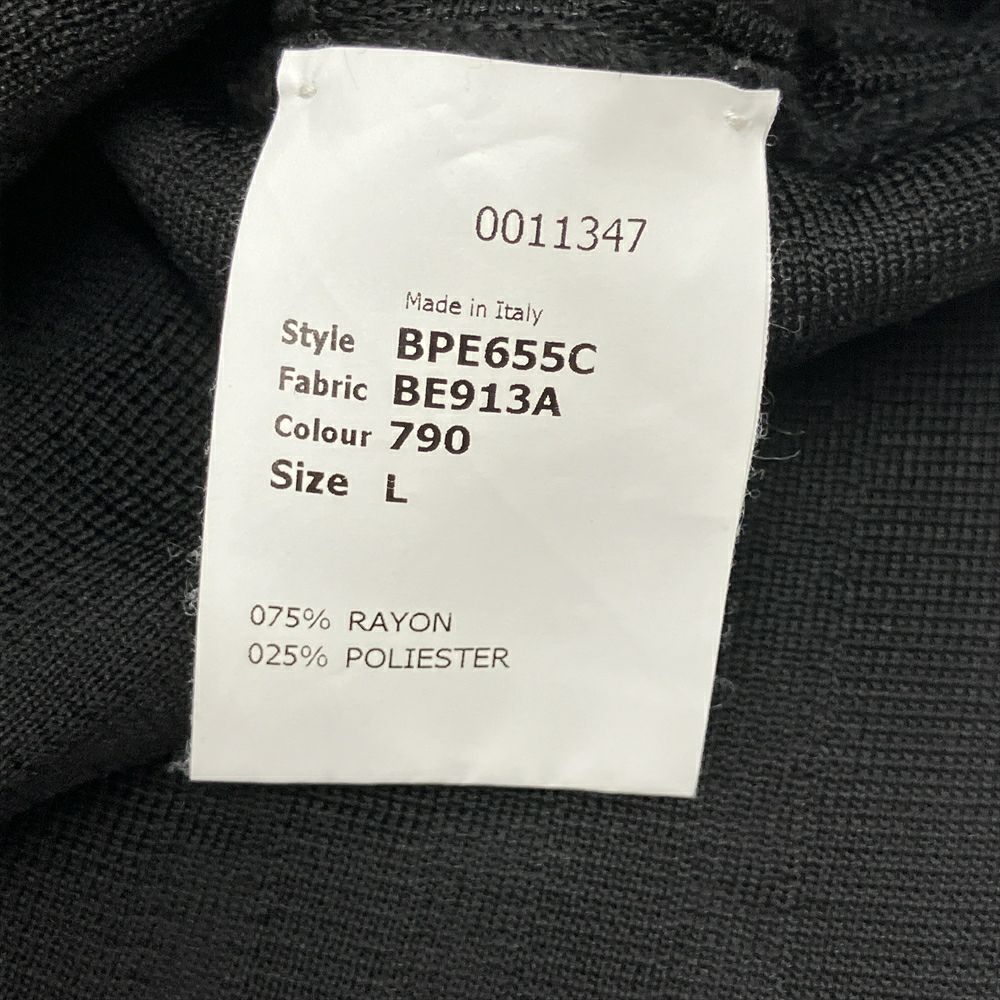 0011347
Made in Italy
Style BPE655C
Fabric BE913A
Colour 790
Size L
075% RAYON
025% POLIESTER